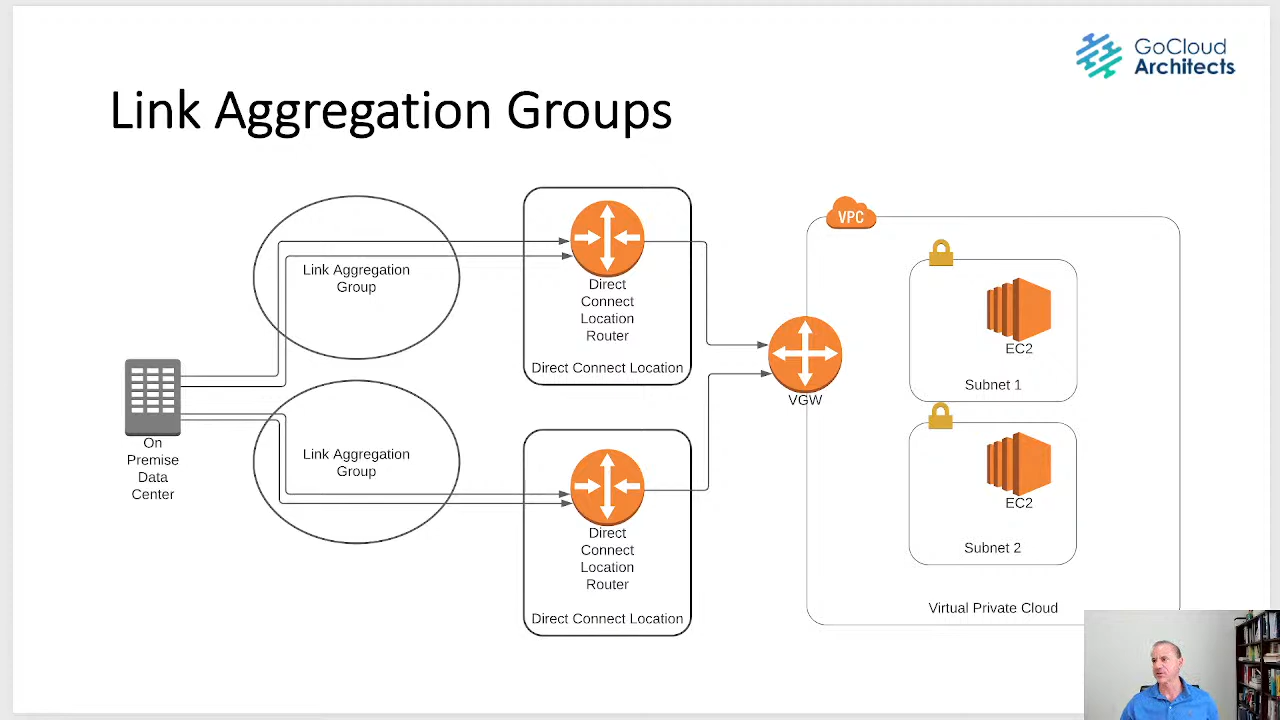 GoCloud
Architects
Link Aggregation Groups
Link Aggregation
Group
Direct
Connect
Location
Router
Direct Connect Location
VPC
EC2
Subnet 1
VGW
On
Premise
Data
Center
Link Aggregation
Group
Direct
Connect
Location
Router
Direct Connect Location
EC2
Subnet 2
Virtual Private Cloud